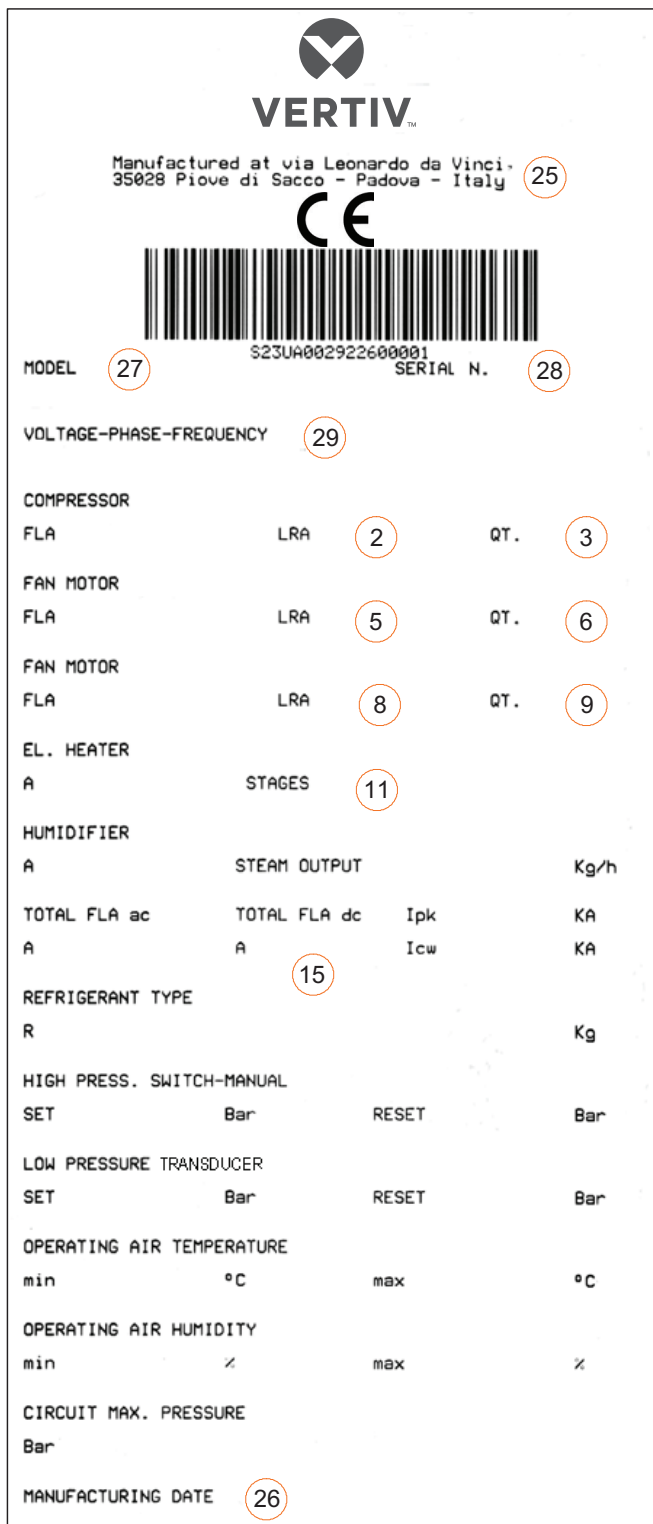 VERTIV™
Manufactured at via Leonardo da Vinci,
35028 Piove di Sacco - Padova - Italy 25
CE
S23UA002922600001
MODEL 27 SERIAL N. 28
VOLTAGE-PHASE-FREQUENCY 29
COMPRESSOR
FLA LRA 2 QT. 3
FAN MOTOR
FLA LRA 5 QT. 6
FAN MOTOR
FLA LRA 8 QT. 9
EL. HEATER
A STAGES 11
HUMIDIFIER
A STEAM OUTPUT Kg/h
TOTAL FLA ac TOTAL FLA dc Ipk KA
A A Icw KA
15
REFRIGERANT TYPE
R Kg
HIGH PRESS. SWITCH-MANUAL
SET Bar RESET Bar
LOW PRESSURE TRANSDUCER
SET Bar RESET Bar
OPERATING AIR TEMPERATURE
min °C max °C
OPERATING AIR HUMIDITY
min % max %
CIRCUIT MAX. PRESSURE
Bar
MANUFACTURING DATE 26